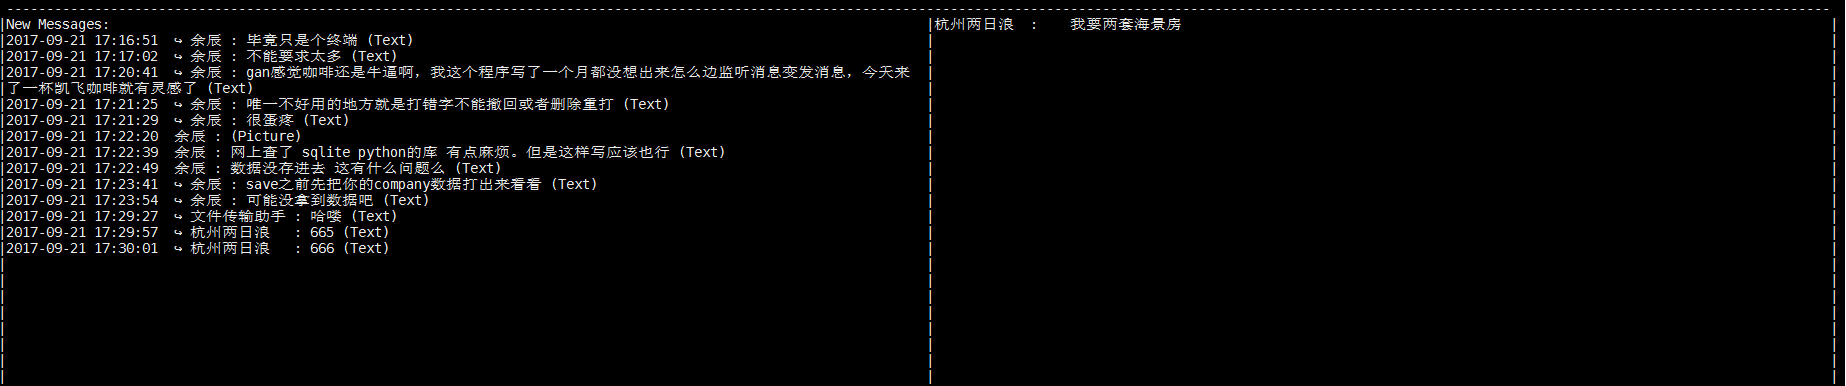 New Messages:
2017-09-21 17:16:51 ↪ 余辰 : 毕竟只是个终端 (Text)
2017-09-21 17:17:02 ↪ 余辰 : 不能要求太多 (Text)
2017-09-21 17:20:41 ↪ 余辰 : gan感觉咖啡还是牛逼啊，我这个程序写了一个月都没想出来怎么边监听消息变发消息，今天来
了一杯凯飞咖啡就有灵感了 (Text)
2017-09-21 17:21:25 ↪ 余辰 : 唯一不好用的地方就是打错字不能撤回或者删除重打 (Text)
2017-09-21 17:21:29 ↪ 余辰 : 很蛋疼 (Text)
2017-09-21 17:22:20 余辰 : (Picture)
2017-09-21 17:22:39 余辰 : 网上查了 sqlite python的库 有点麻烦。但是这样写应该也行 (Text)
2017-09-21 17:22:49 余辰 : 数据没存进去 这有什么问题么 (Text)
2017-09-21 17:23:41 ↪ 余辰 : save之前先把你的company数据打出来看看 (Text)
2017-09-21 17:23:54 ↪ 余辰 : 可能没拿到数据吧 (Text)
2017-09-21 17:29:27 ↪ 文件传输助手 : 哈喽 (Text)
2017-09-21 17:29:57 ↪ 杭州两日浪 : 665 (Text)
2017-09-21 17:30:01 ↪ 杭州两日浪 : 666 (Text)
杭州两日浪 : 我要两套海景房